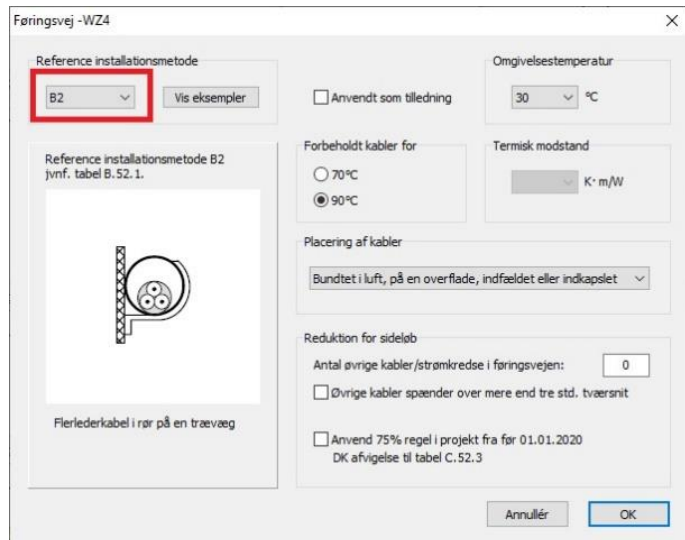 Føringsvej -WZ4
Reference installationsmetode
B2
Vis eksempler
Anvendt som tilledning
Omgivelsestemperatur
30
°C
Reference installationsmetode B2
jvnf. tabel B.52.1.
Flerlederkabel i rør på en trævæg
Forbeholdt kabler for
70°C
90°C
Termisk modstand
K· m/W
Placering af kabler
Bundtet i luft, på en overflade, indfældet eller indkapslet
Reduktion for sideløb
Antal øvrige kabler/strømkredse i føringsvejen:
0
Øvrige kabler spænder over mere end tre std. tværsnit
Anvend 75% regel i projekt fra før 01.01.2020
DK afvigelse til tabel C.52.3
Annullér
OK